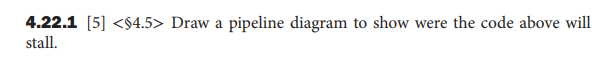 4.22.1 [5] <§4.5> Draw a pipeline diagram to show were the code above will
stall.